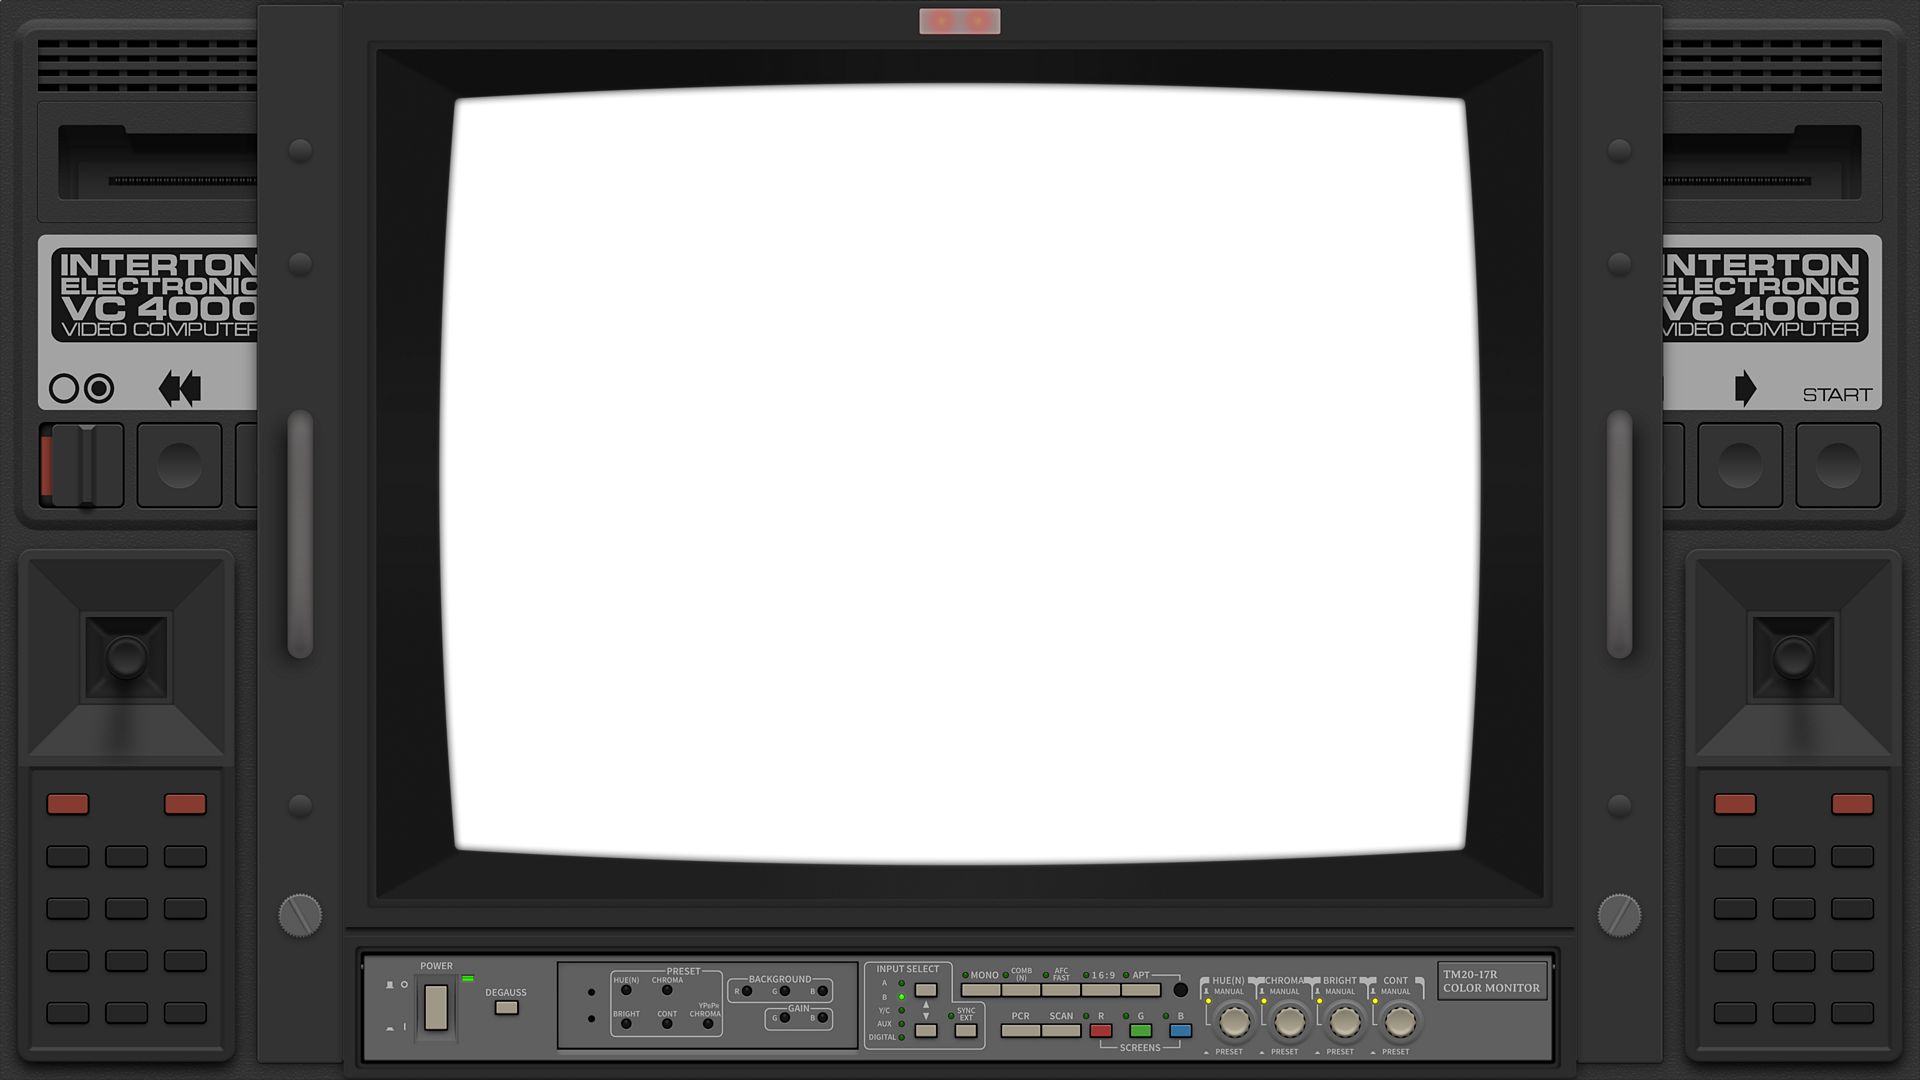 INTERTON
ELECTRONIC
VC 4000
VIDEO COMPUTER
INTERTON
ELECTRONIC
VC 4000
VIDEO COMPUTER
START
POWER
DEGAUSS
PRESET
HUE(N) CHROMA
BRIGHT CONT YPBPR CHROMA
BACKGROUND
R G B
GAIN
G B
INPUT SELECT
A
B
Y/C
AUX
DIGITAL
SYNC
EXT
MONO COMB (N) AFC FAST 16:9 APT
PCR SCAN R G B
SCREENS
HUE(N) CHROMA BRIGHT CONT
MANUAL MANUAL MANUAL MANUAL
PRESET PRESET PRESET PRESET
TM20-17R
COLOR MONITOR